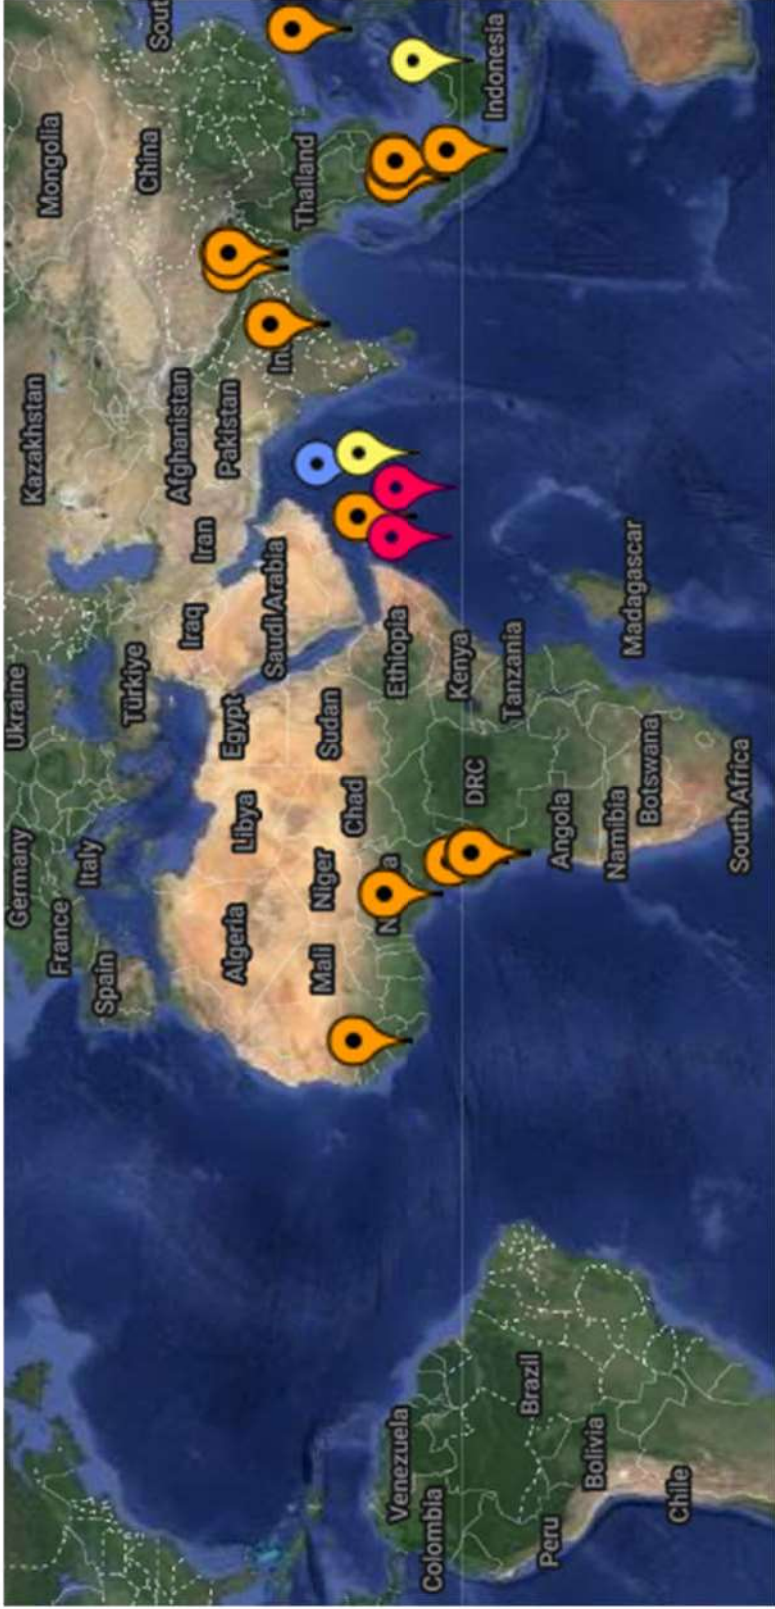 Ukraine
Kazakhstan
Mongolia
Germany
France
Italy
Spain
Türkiye
Iraq
Iran
Afghanistan
Pakistan
China
Sout
Algeria
Libya
Egypt
Saudi Arabia
In
Thailand
Mali
Niger
Chad
Sudan
N
a
Ethiopia
Venezuela
Colombia
DRC
Kenya
Tanzania
Indonesia
Peru
Brazil
Bolivia
Angola
Namibia
Botswana
Madagascar
Chile
South Africa